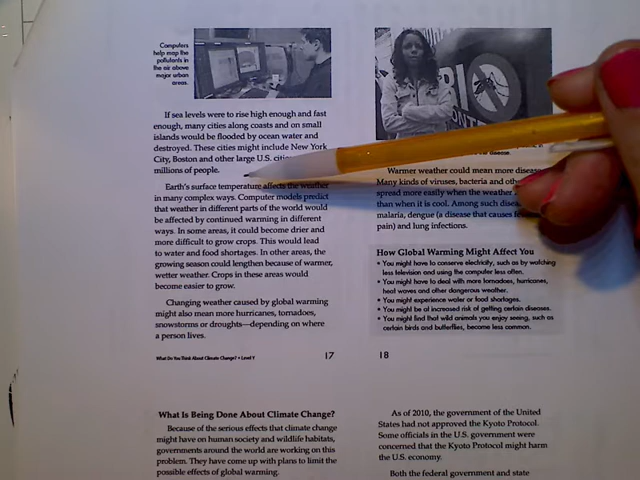 Computers
help map the
pollutants in
the air above
major urban
areas.
If sea levels were to rise high enough and fast
enough, many cities along coasts and on small
islands would be flooded by ocean water and
destroyed. These cities might include New York
City, Boston and other large U.S.
millions of people.
Earth's surface temperature affects the weather
in many complex ways. Computer models predict
that weather in different parts of the world would
be affected by continued warming in different
ways. In some areas, it could become drier and
more difficult to grow crops. This would lead
to water and food shortages. In other areas, the
growing season could lengthen because of warmer,
wetter weather. Crops in these areas would
become easier to grow.
Changing weather caused by global warming
might also mean more hurricanes, tornadoes,
snowstorms or droughts—depending on where
a person lives.
What Do You Think About Climate Change? • Level Y
17
disease.
Warmer weather could mean more disease
Many kinds of viruses, bacteria and
spread more easily when the weather
than when it is cool. Among such
malaria, dengue (a disease that causes
pain) and lung infections.
How Global Warming Might Affect You
• You might have to conserve electricity, such as by watching
less television and using the computer less often.
• You might have to deal with more tornadoes, hurricanes,
heat waves and other dangerous weather.
• You might experience water or food shortages.
• You might be at increased risk of getting certain diseases.
• You might find that wild animals you enjoy seeing, such as
certain birds and butterflies, become less common.
18
What Is Being Done About Climate Change?
Because of the serious effects that climate change
might have on human society and wildlife habitats,
governments around the world are working on this
problem. They have come up with plans to limit the
possible effects of global warming.
As of 2010, the government of the United
States had not approved the Kyoto Protocol.
Some officials in the U.S. government were
concerned that the Kyoto Protocol might harm
the U.S. economy.
Both the federal government and state